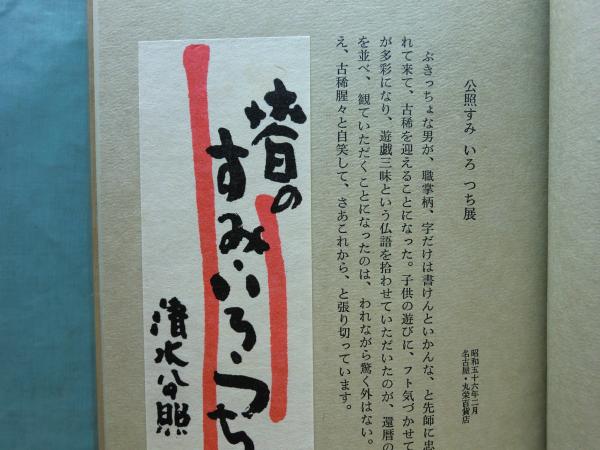 公照すみ いろ つち展
昭和五十六年二月
名古屋・丸栄百貨店
ぶきっちょな男が、職掌柄、字だけは書けんといかんな、と先師に忠
れて来て、古稀を迎えることになった。子供の遊びに、フト気づかせて
が多彩になり、遊戯三昧という仏語を拾わせていただいたのが、還暦の
を並べ、観ていただくことになったのは、われながら驚く外はない。
え、古稀腥々と自笑して、さあこれから、と張り切っています。
の
すみいろつち
清水公照